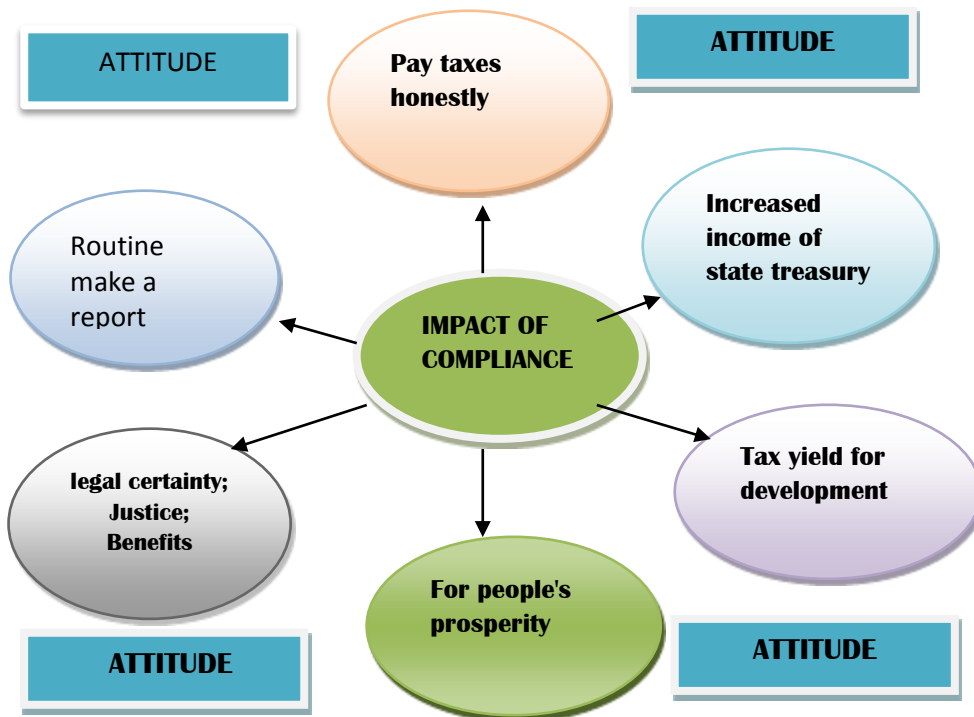 ATTITUDE
ATTITUDE
Pay taxes
honestly
Increased
income of
state treasury
Routine
make a
report
IMPACT OF
COMPLIANCE
Tax yield for
development
legal certainty;
Justice;
Benefits
For people's
prosperity
ATTITUDE
ATTITUDE